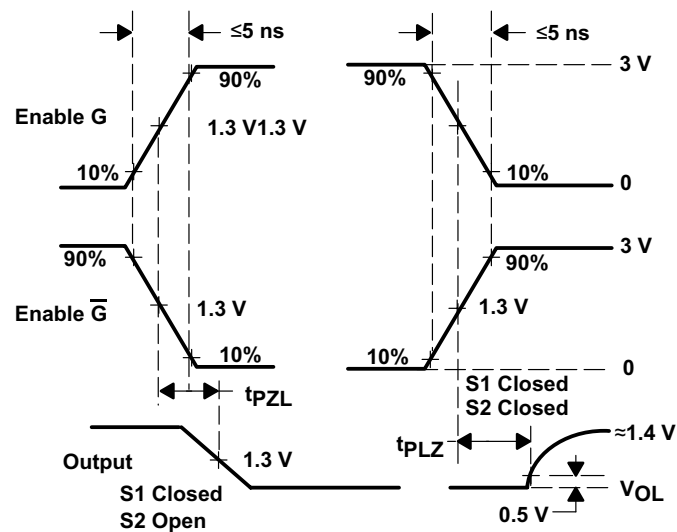 ≤5 ns ≤5 ns
90% 90% 3 V
Enable G 1.3 V1.3 V
10% 10% 0
90% 90% 3 V
Enable G̅ 1.3 V 1.3 V
10% 10% 0
tPZL S1 Closed
S2 Closed
tPLZ ≈1.4 V
Output 1.3 V
S1 Closed VOL
S2 Open 0.5 V